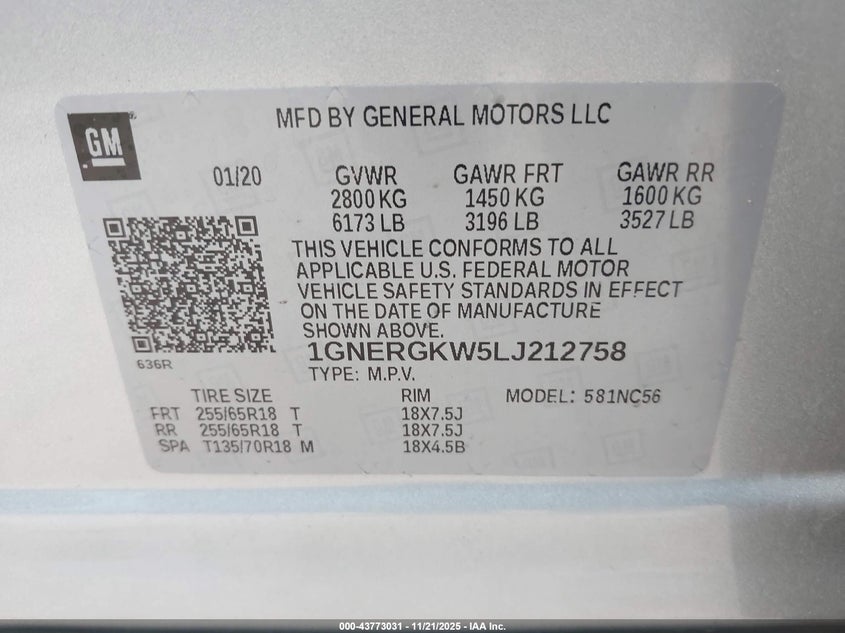 GM
MFD BY GENERAL MOTORS LLC
01/20 GVWR GAWR FRT GAWR RR
2800 KG 1450 KG 1600 KG
6173 LB 3196 LB 3527 LB
THIS VEHICLE CONFORMS TO ALL
APPLICABLE U.S. FEDERAL MOTOR
VEHICLE SAFETY STANDARDS IN EFFECT
ON THE DATE OF MANUFACTURE
SHOWN ABOVE.
1GNERGKW5LJ212758
636R
TYPE: M.P.V.
TIRE SIZE RIM MODEL: 581NC56
FRT 255/65R18 T 18X7.5J
RR 255/65R18 T 18X7.5J
SPA T135/70R18 M 18X4.5B
000-43773031 - 11/21/2025 - IAA Inc.